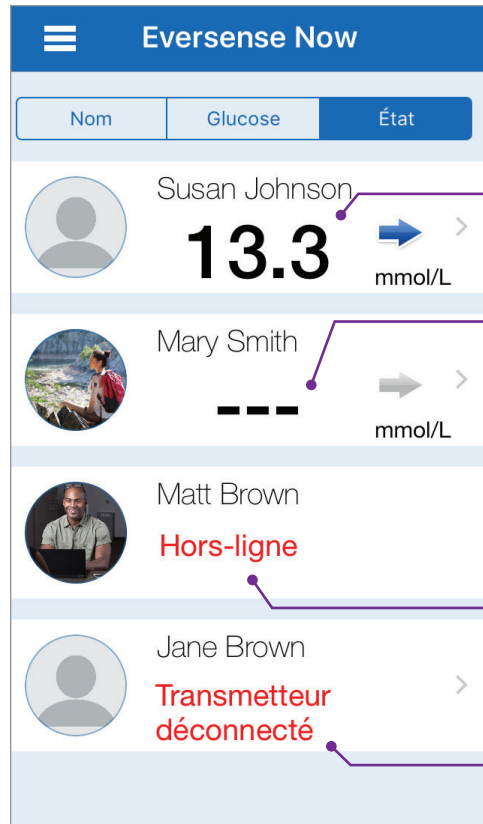 Eversense Now
Nom Glucose État
Susan Johnson
13.3
mmol/L
Mary Smith
---
mmol/L
Matt Brown
Hors-ligne
Jane Brown
Transmetteur
déconnecté